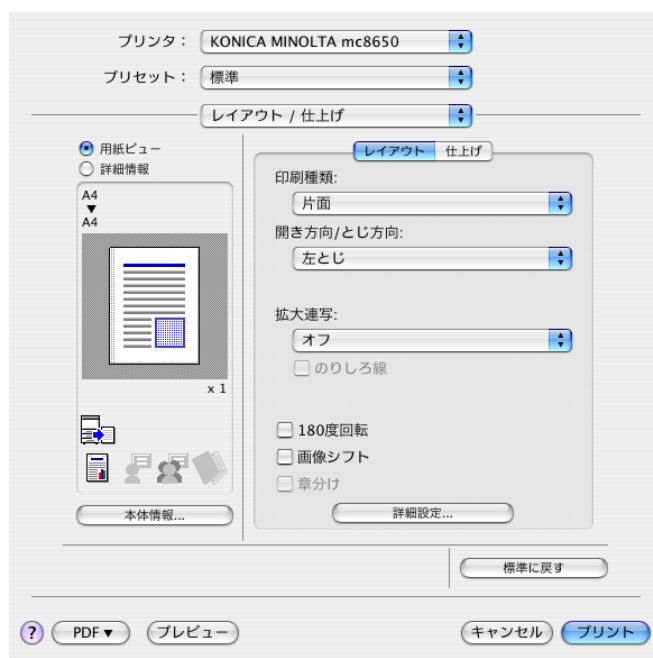 プリンタ： KONICA MINOLTA mc8650
プリセット： 標準
レイアウト / 仕上げ
用紙ビュー
詳細情報
A4
▼
A4
x 1
本体情報...
レイアウト 仕上げ
印刷種類:
片面
開き方向/とじ方向:
左とじ
拡大連写:
オフ
のりしろ線
180度回転
画像シフト
章分け
詳細設定...
標準に戻す
? PDF ▼ プレビュー キャンセル プリント